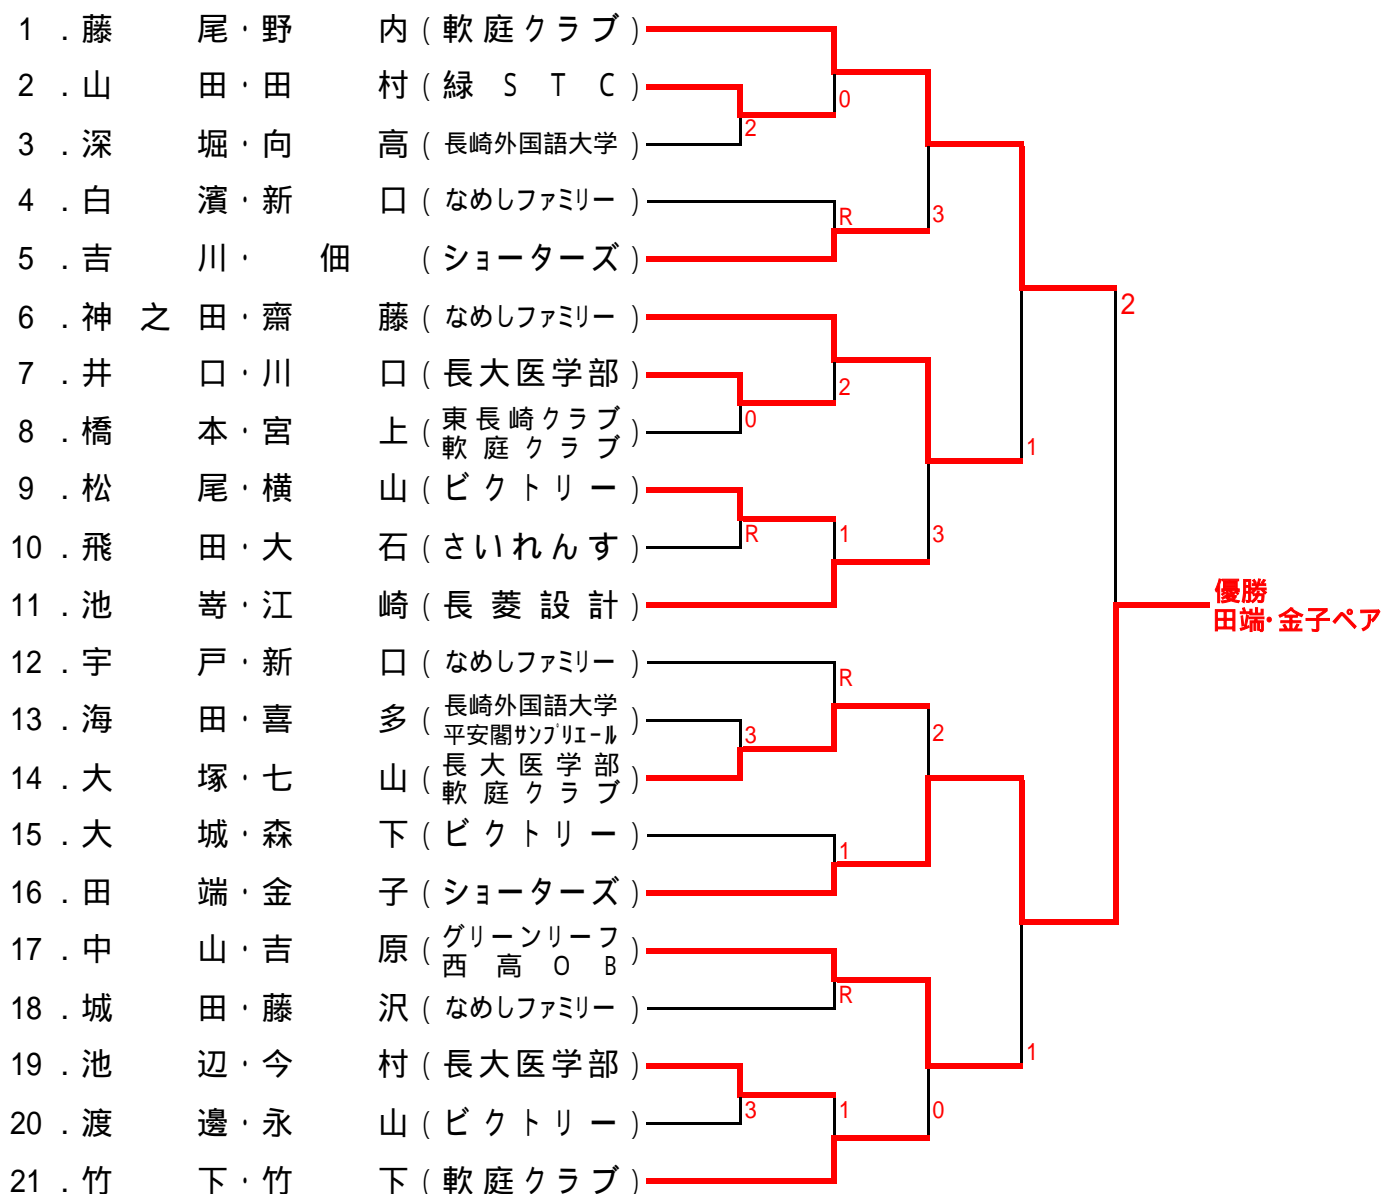 1 .藤尾・野内(軟庭クラブ)
2 .山田・田村(緑STC)
0
2
3 .深堀・向高(長崎外国語大学)
4 .白濱・新口(なめしファミリー)
R
3
5 .吉川・佃(ショーターズ)
6 .神之田・齋藤(なめしファミリー)
2
7 .井口・川口(長大医学部)
2
0
8 .橋本・宮上(東長崎クラブ
軟庭クラブ)
1
9 .松尾・横山(ビクトリー)
R
1
3
10 .飛田・大石(さいれんす)
11 .池嵜・江崎(長菱設計)
優勝
田端・金子ペア
12 .宇戸・新口(なめしファミリー)
R
13 .海田・喜多(長崎外国語大学
平安閣サンプリエール)
3
2
14 .大塚・七山(長大医学部
軟庭クラブ)
15 .大城・森下(ビクトリー)
1
16 .田端・金子(ショーターズ)
17 .中山・吉原(グリーンリーフ
西高OB)
R
18 .城田・藤沢(なめしファミリー)
1
19 .池辺・今村(長大医学部)
3
1
0
20 .渡邊・永山(ビクトリー)
21 .竹下・竹下(軟庭クラブ)